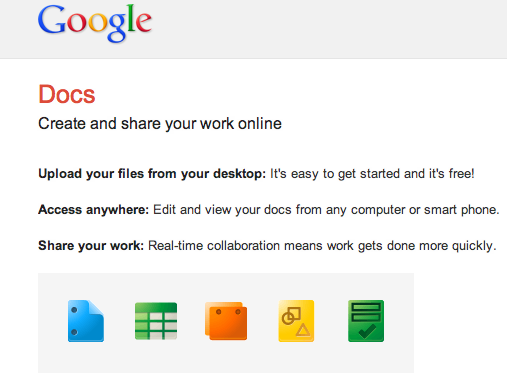 Google
Docs
Create and share your work online
Upload your files from your desktop: It's easy to get started and it's free!
Access anywhere: Edit and view your docs from any computer or smart phone.
Share your work: Real-time collaboration means work gets done more quickly.